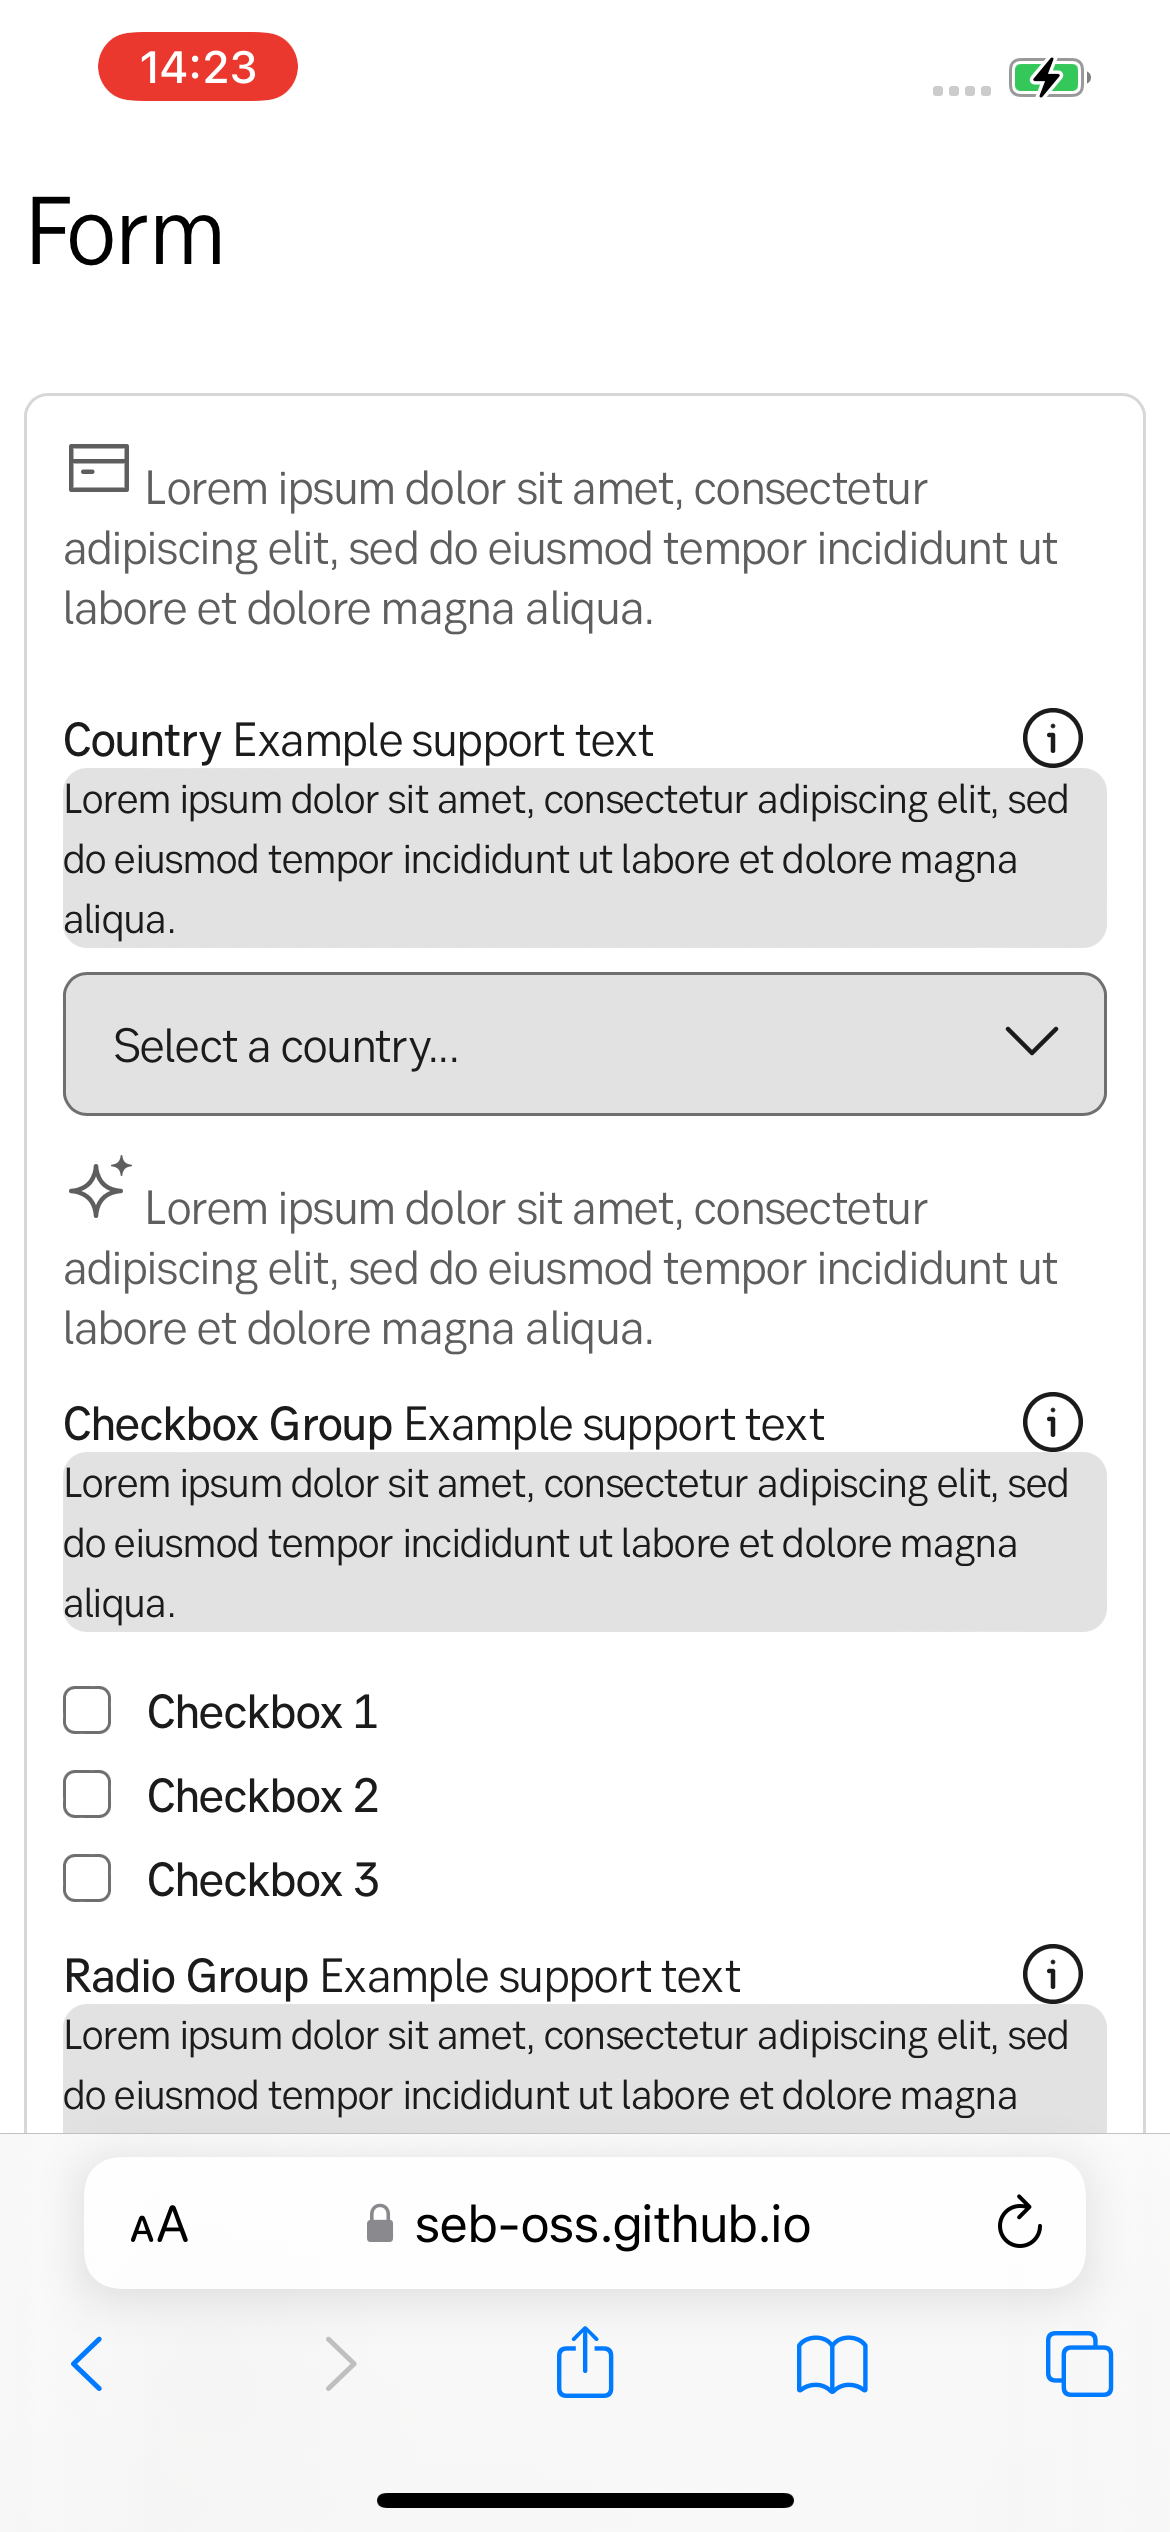 14:23
Form
Lorem ipsum dolor sit amet, consectetur
adipiscing elit, sed do eiusmod tempor incididunt ut
labore et dolore magna aliqua.
Country Example support text
Lorem ipsum dolor sit amet, consectetur adipiscing elit, sed
do eiusmod tempor incididunt ut labore et dolore magna
aliqua.
Select a country...
Lorem ipsum dolor sit amet, consectetur
adipiscing elit, sed do eiusmod tempor incididunt ut
labore et dolore magna aliqua.
Checkbox Group Example support text
Lorem ipsum dolor sit amet, consectetur adipiscing elit, sed
do eiusmod tempor incididunt ut labore et dolore magna
aliqua.
Checkbox 1
Checkbox 2
Checkbox 3
Radio Group Example support text
Lorem ipsum dolor sit amet, consectetur adipiscing elit, sed
do eiusmod tempor incididunt ut labore et dolore magna
AA seb-oss.github.io